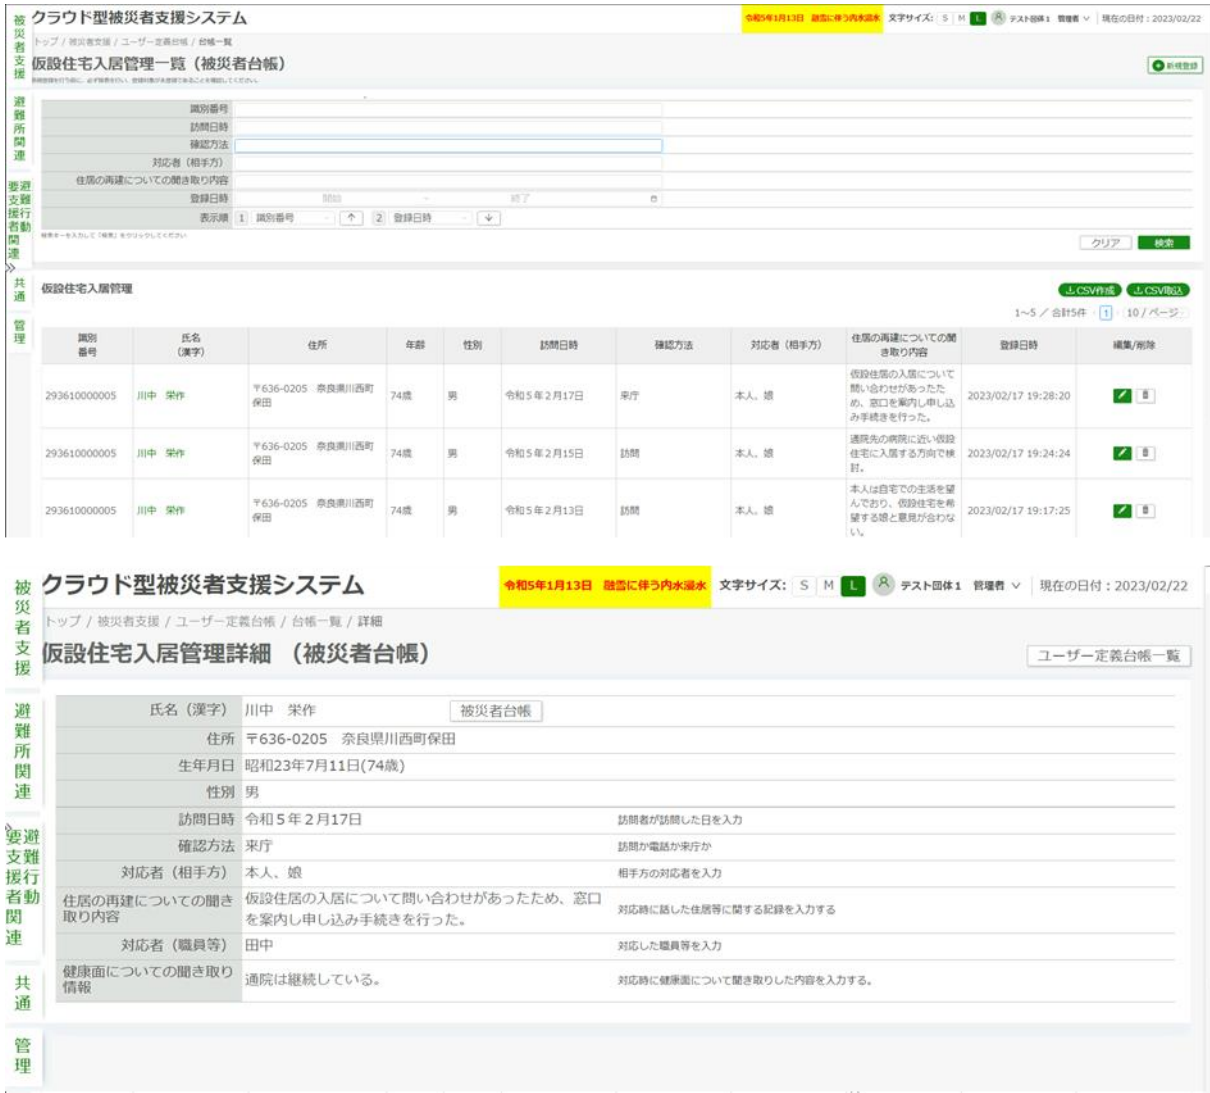 クラウド型被災者支援システム
令和5年1月13日 融雪に伴う内水浸水
文字サイズ: S M L
テスト団体1 管理者
現在の日付：2023/02/22
トップ / 被災者支援 / ユーザー定義台帳 / 台帳一覧
仮設住宅入居管理一覧（被災者台帳）
新規登録
被災者支援
避難所関連
避難行動要支援者関連
共通
管理
識別番号
訪問日時
確認方法
対応者（相手方）
住居の再建についての聞き取り内容
登録日時 開始 ~ 終了
表示順 1 識別番号 ↑ 2 登録日時 ↓
検索キーを入力して「検索」をクリックしてください
クリア 検索
仮設住宅入居管理
CSV作成 CSV取込
1～5 ／ 合計5件 1 10 / ページ
識別番号 氏名（漢字） 住所 年齢 性別 訪問日時 確認方法 対応者（相手方） 住居の再建についての聞き取り内容 登録日時 編集/削除
293610000005 川中 栄作 〒636-0205 奈良県川西町保田 74歳 男 令和５年２月17日 来庁 本人、娘 仮設住居の入居について問い合わせがあったため、窓口を案内し申し込み手続きを行った。 2023/02/17 19:28:20
293610000005 川中 栄作 〒636-0205 奈良県川西町保田 74歳 男 令和５年２月15日 訪問 本人、娘 通院先の病院に近い仮設住宅に入居する方向で検討。 2023/02/17 19:24:24
293610000005 川中 栄作 〒636-0205 奈良県川西町保田 74歳 男 令和５年２月13日 訪問 本人、娘 本人は自宅での生活を望んでおり、仮設住宅を希望する娘と意見が合わない。 2023/02/17 19:17:25
クラウド型被災者支援システム
令和5年1月13日 融雪に伴う内水浸水
文字サイズ: S M L
テスト団体1 管理者
現在の日付：2023/02/22
トップ / 被災者支援 / ユーザー定義台帳 / 台帳一覧 / 詳細
仮設住宅入居管理詳細 （被災者台帳）
ユーザー定義台帳一覧
被災者支援
避難所関連
避難行動要支援者関連
共通
管理
氏名（漢字） 川中 栄作 被災者台帳
住所 〒636-0205 奈良県川西町保田
生年月日 昭和23年7月11日(74歳)
性別 男
訪問日時 令和５年２月17日 訪問者が訪問した日を入力
確認方法 来庁 訪問か電話か来庁か
対応者（相手方） 本人、娘 相手方の対応者を入力
住居の再建についての聞き取り内容 仮設住居の入居について問い合わせがあったため、窓口を案内し申し込み手続きを行った。 対応時に話した住居等に関する記録を入力する
対応者（職員等） 田中 対応した職員等を入力
健康面についての聞き取り情報 通院は継続している。 対応時に健康面について聞き取りした内容を入力する。